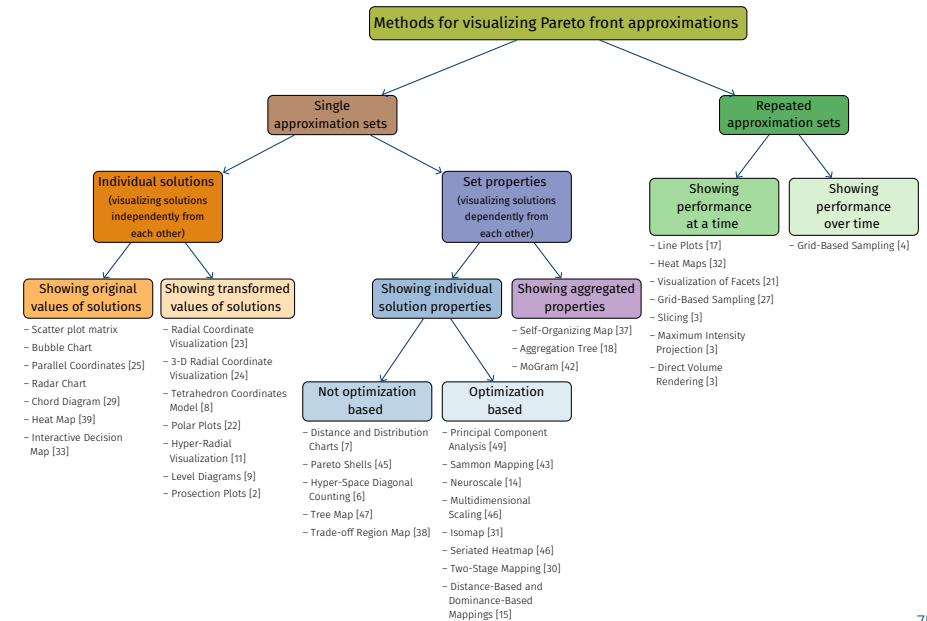 Methods for visualizing Pareto front approximations
Single
approximation sets
Repeated
approximation sets
Individual solutions
(visualizing solutions
independently from
each other)
Set properties
(visualizing solutions
dependently from
each other)
Showing
performance
at a time
Showing
performance
over time
– Line Plots [17]
– Heat Maps [32]
– Visualization of Facets [21]
– Grid-Based Sampling [27]
– Slicing [3]
– Maximum Intensity
Projection [3]
– Direct Volume
Rendering [3]
– Grid-Based Sampling [4]
Showing original
values of solutions
– Scatter plot matrix
– Bubble Chart
– Parallel Coordinates [25]
– Radar Chart
– Chord Diagram [29]
– Heat Map [39]
– Interactive Decision
Map [33]
Showing transformed
values of solutions
– Radial Coordinate
Visualization [23]
– 3-D Radial Coordinate
Visualization [24]
– Tetrahedron Coordinates
Model [8]
– Polar Plots [22]
– Hyper-Radial
Visualization [11]
– Level Diagrams [9]
– Prosection Plots [2]
Showing individual
solution properties
Showing aggregated
properties
– Self-Organizing Map [37]
– Aggregation Tree [18]
– MoGram [42]
Not optimization
based
– Distance and Distribution
Charts [7]
– Pareto Shells [45]
– Hyper-Space Diagonal
Counting [6]
– Tree Map [47]
– Trade-off Region Map [38]
Optimization
based
– Principal Component
Analysis [49]
– Sammon Mapping [43]
– Neuroscale [14]
– Multidimensional
Scaling [46]
– Isomap [31]
– Seriated Heatmap [46]
– Two-Stage Mapping [30]
– Distance-Based and
Dominance-Based
Mappings [15]